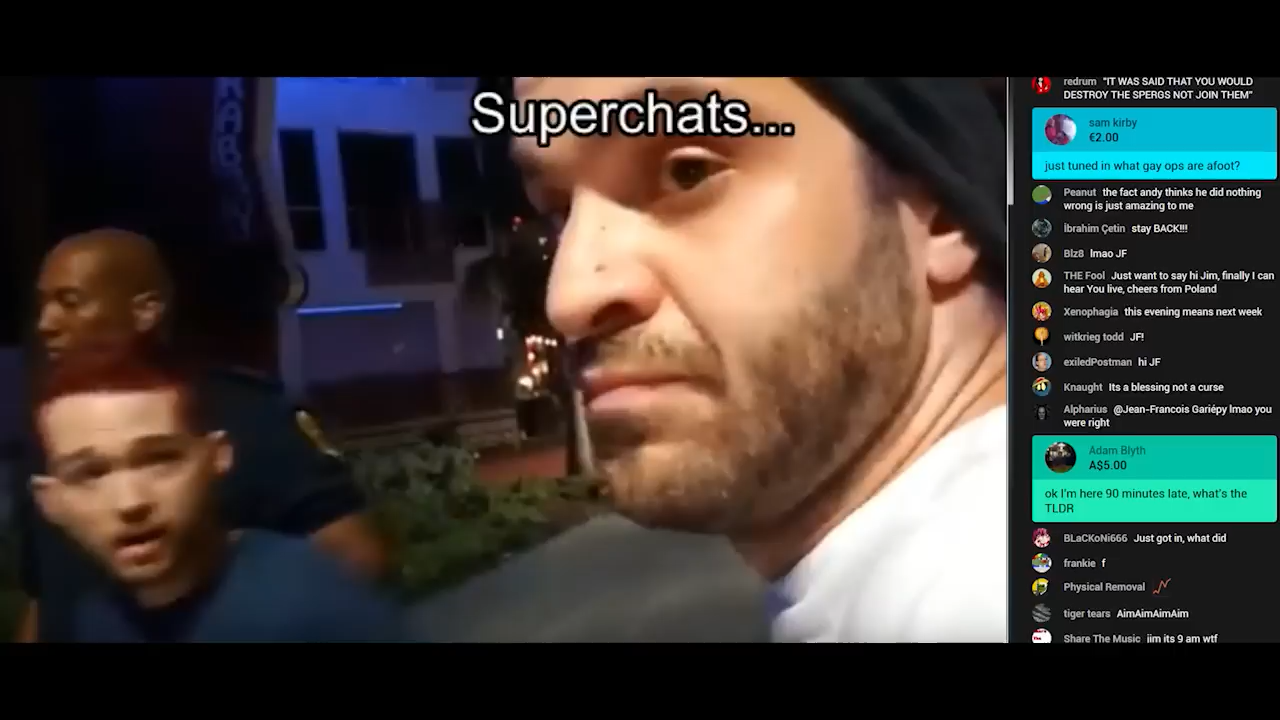 Superchats...
redrum "IT WAS SAID THAT YOU WOULD
DESTROY THE SPERGS NOT JOIN THEM"
sam kirby
€2.00
just tuned in what gay ops are afoot?
Peanut the fact andy thinks he did nothing
wrong is just amazing to me
İbrahim Çetin stay BACK!!!
Blz8 lmao JF
THE Fool Just want to say hi Jim, finally I can
hear You live, cheers from Poland
Xenophagia this evening means next week
witkrieg todd JF!
exiledPostman hi JF
Knaught Its a blessing not a curse
Alpharius @Jean-Francois Gariépy lmao you
were right
Adam Blyth
A$5.00
ok I'm here 90 minutes late, what's the
TLDR
BLaCKoNi666 Just got in, what did
frankie f
Physical Removal
tiger tears AimAimAimAim
Share The Music jim its 9 am wtf